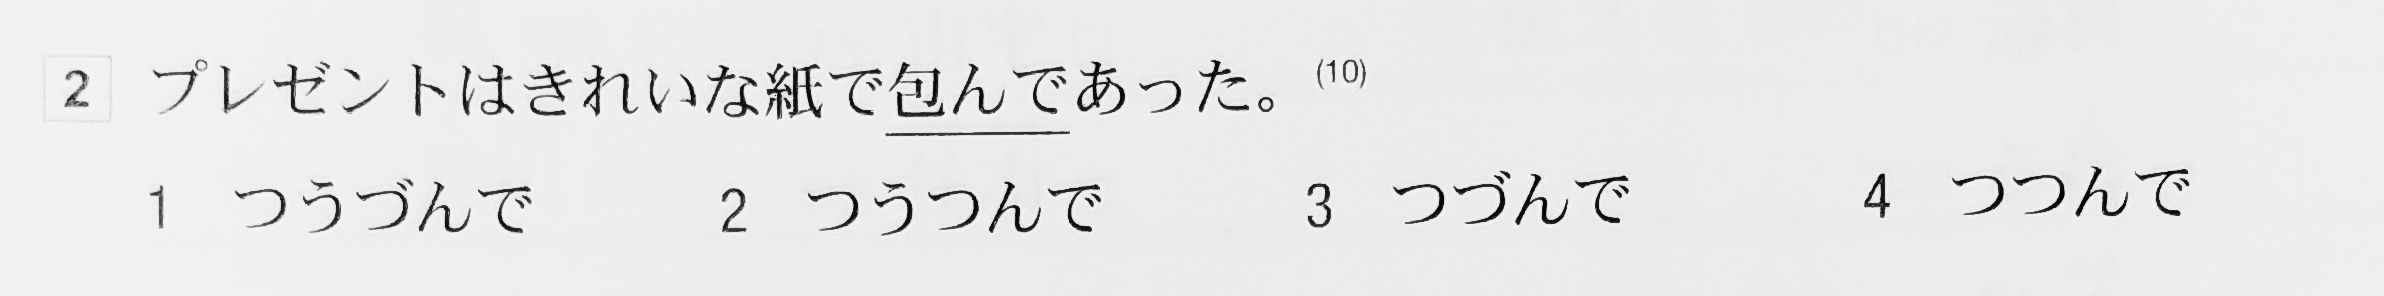 2 プレゼントはきれいな紙で包んであった。(10)
1 つうづんで 2 つうつんで 3 つづんで 4 つつんで